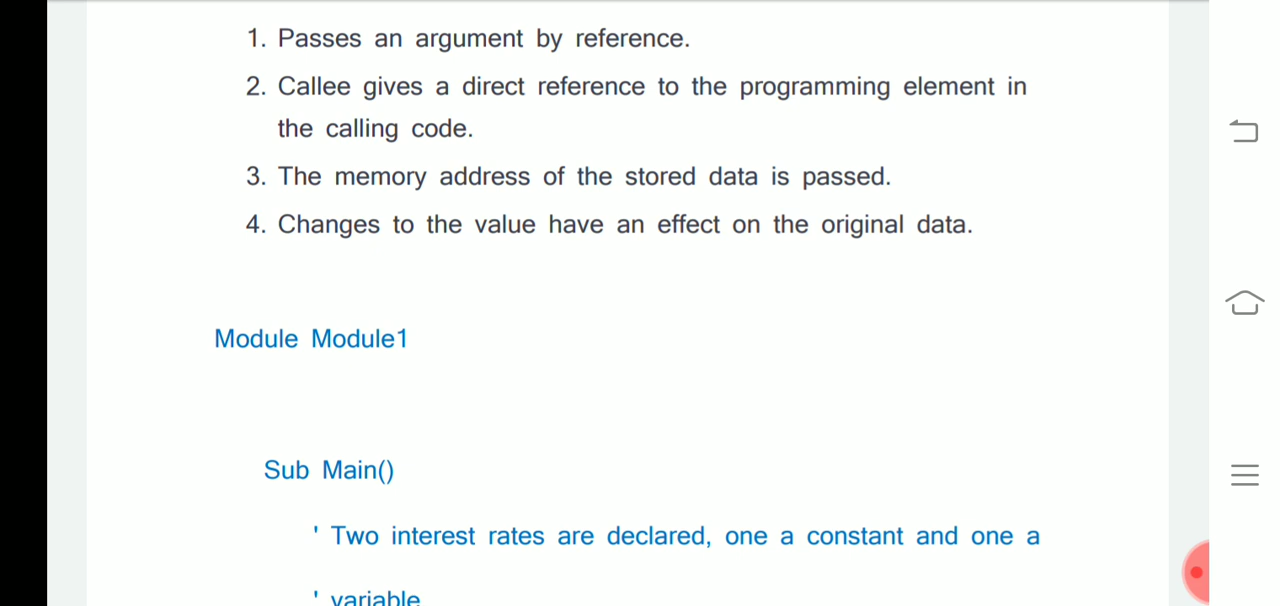 1. Passes an argument by reference.
2. Callee gives a direct reference to the programming element in
the calling code.
3. The memory address of the stored data is passed.
4. Changes to the value have an effect on the original data.
Module Module1
Sub Main()
' Two interest rates are declared, one a constant and one a
' variable